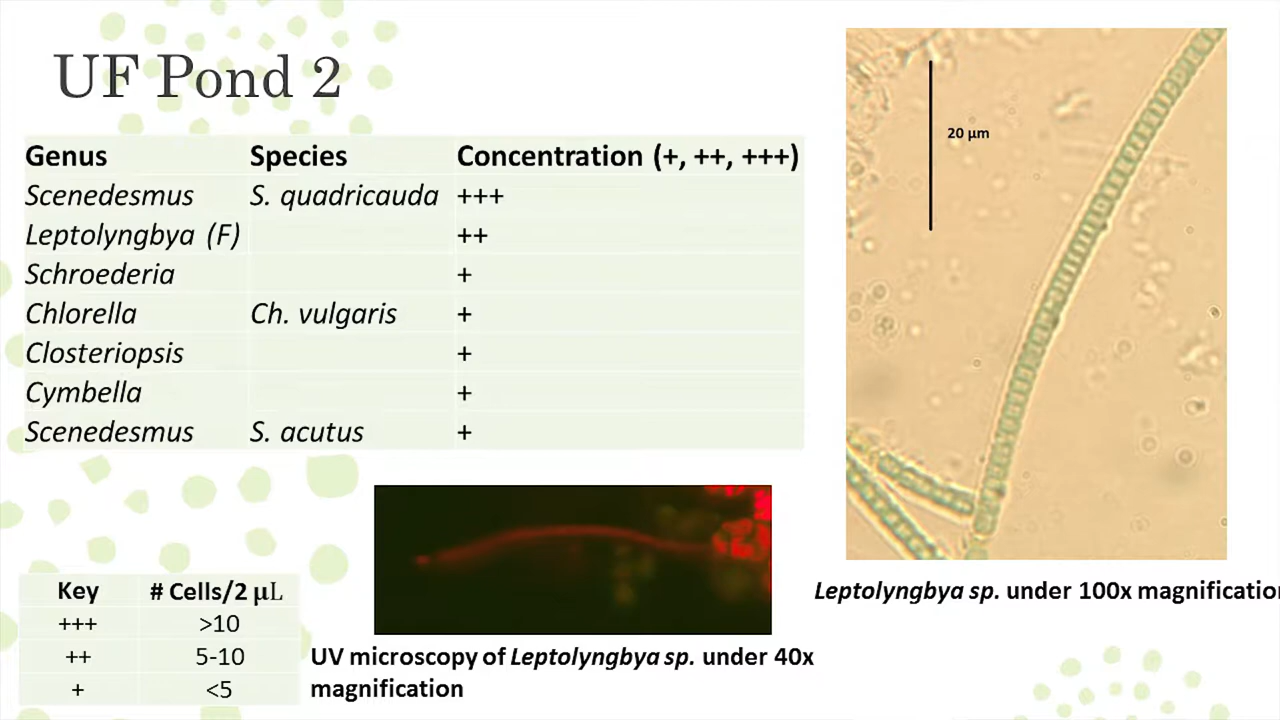 UF Pond 2
Genus Species Concentration (+, ++, +++)
Scenedesmus S. quadricauda +++
Leptolyngbya (F) ++
Schroederia +
Chlorella Ch. vulgaris +
Closteriopsis +
Cymbella +
Scenedesmus S. acutus +
20 µm
Leptolyngbya sp. under 100x magnificatio
Key # Cells/2 µL
+++ >10
++ 5-10
+ <5
UV microscopy of Leptolyngbya sp. under 40x
magnification